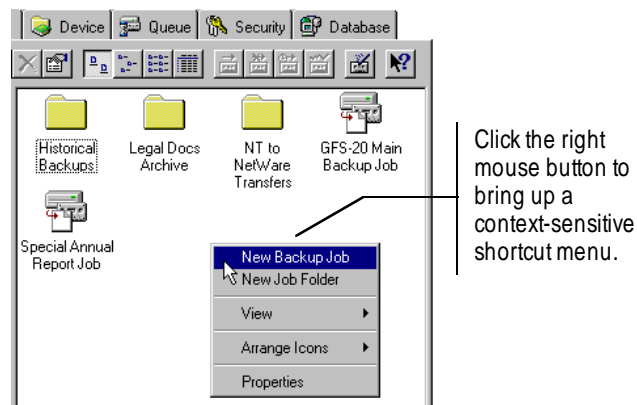 Device Queue Security Database
Historical Backups
Legal Docs Archive
NT to NetWare Transfers
GFS-20 Main Backup Job
Special Annual Report Job
New Backup Job
New Job Folder
View
Arrange Icons
Properties
Click the right
mouse button to
bring up a
context-sensitive
shortcut menu.